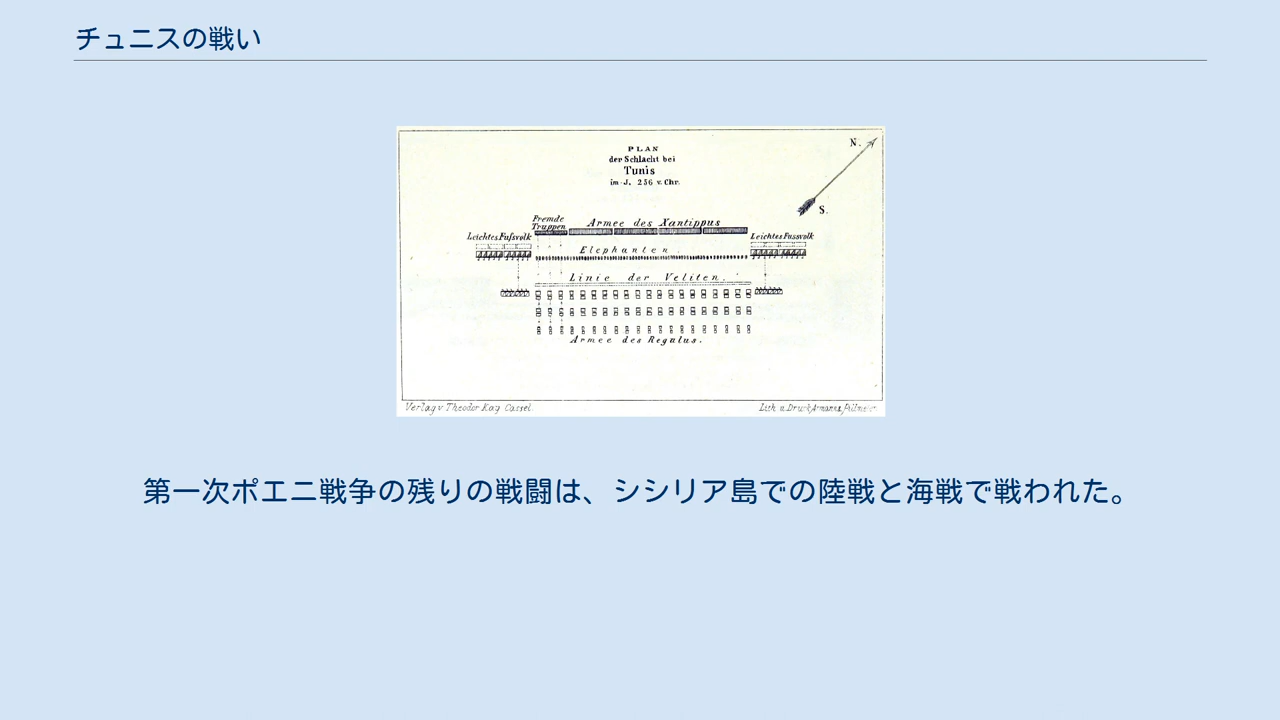 チュニスの戦い
PLAN
der Schlacht bei
Tunis
im J. 256 v. Chr.
N.
S.
Fremde
Truppen
Armee des Xantippus
Leichtes Fußvolk
Leichtes Fussvolk
Elephanten
Linie der Veliten.
Armee des Regulus.
Verlag v Theodor Kay Cassel.
Lith u. Druck
第一次ポエニ戦争の残りの戦闘は、シシリア島での陸戦と海戦で戦われた。